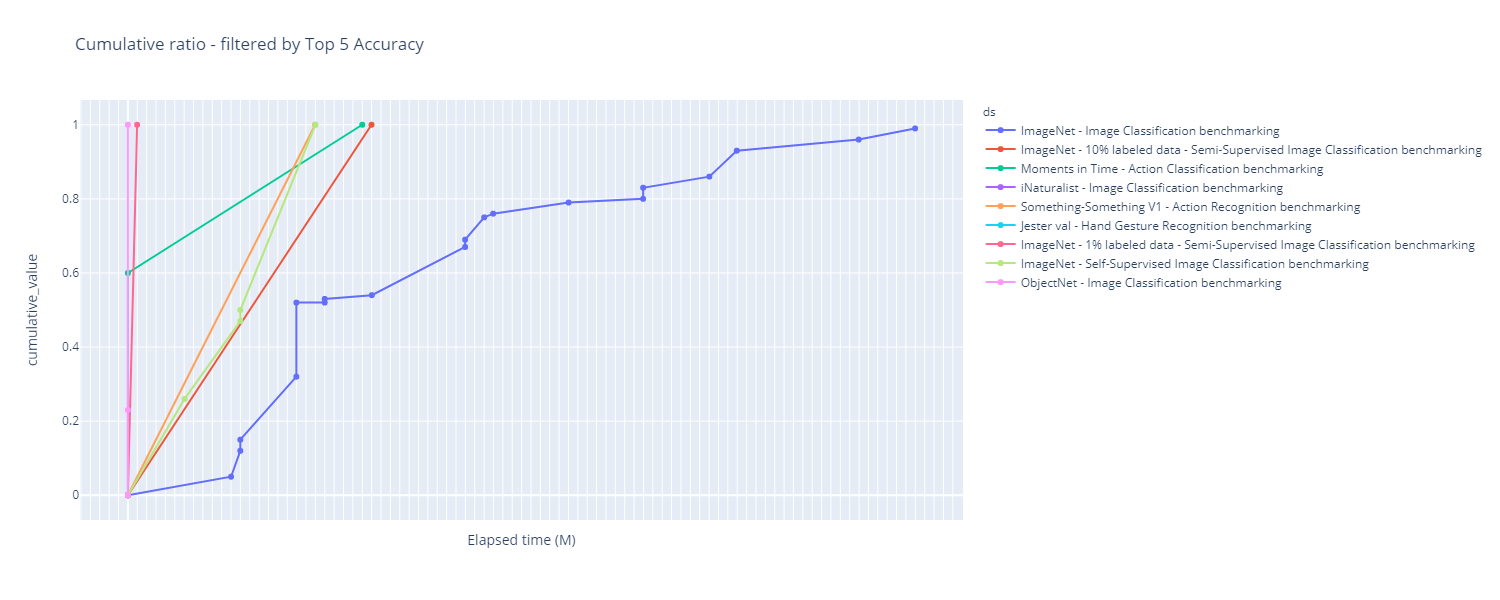 Cumulative ratio - filtered by Top 5 Accuracy
ds
ImageNet - Image Classification benchmarking
ImageNet - 10% labeled data - Semi-Supervised Image Classification benchmarking
Moments in Time - Action Classification benchmarking
iNaturalist - Image Classification benchmarking
Something-Something V1 - Action Recognition benchmarking
Jester val - Hand Gesture Recognition benchmarking
ImageNet - 1% labeled data - Semi-Supervised Image Classification benchmarking
ImageNet - Self-Supervised Image Classification benchmarking
ObjectNet - Image Classification benchmarking
1
0.8
0.6
0.4
0.2
0
cumulative_value
Elapsed time (M)